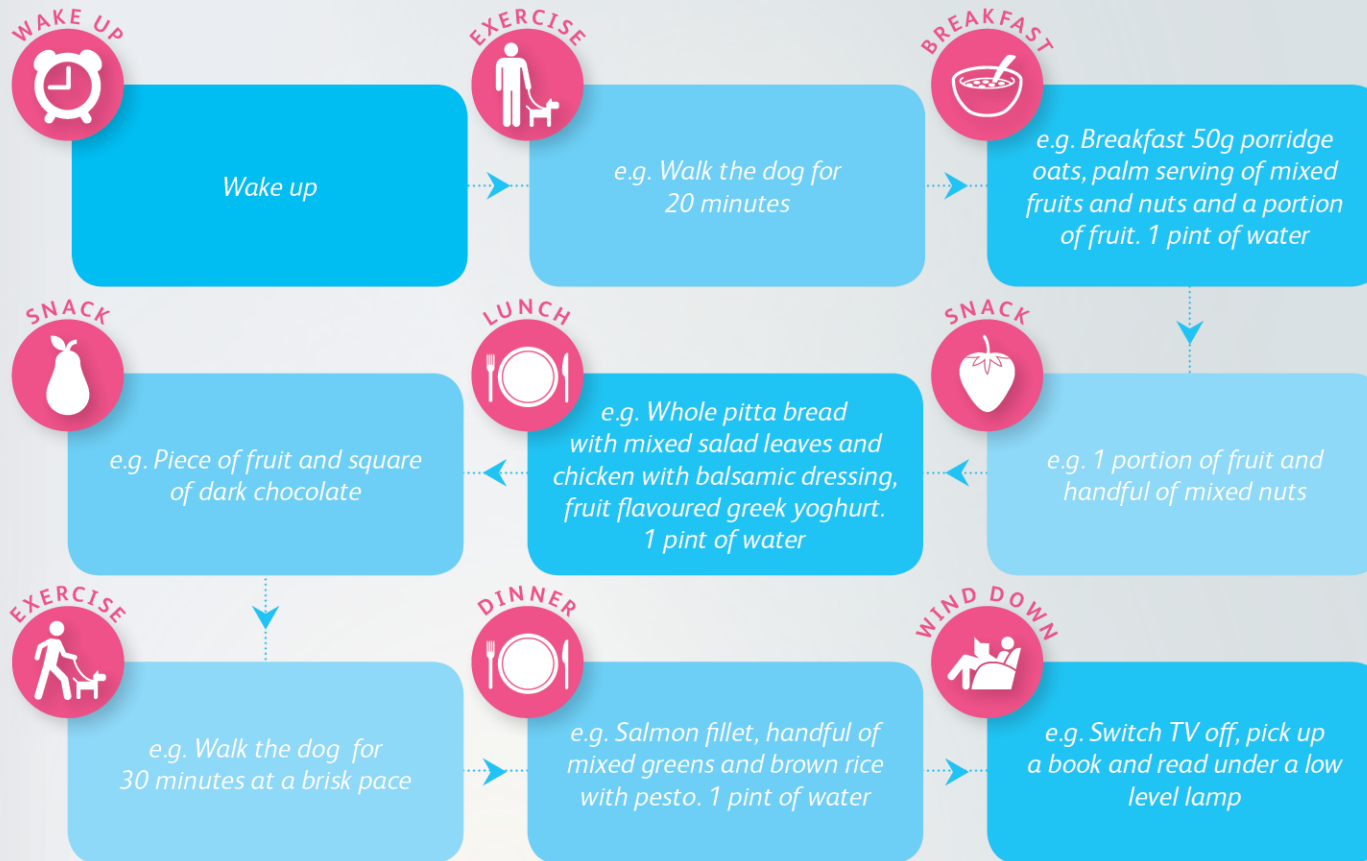 WAKE UP
Wake up
EXERCISE
e.g. Walk the dog for
20 minutes
BREAKFAST
e.g. Breakfast 50g porridge
oats, palm serving of mixed
fruits and nuts and a portion
of fruit. 1 pint of water
SNACK
e.g. 1 portion of fruit and
handful of mixed nuts
LUNCH
e.g. Whole pitta bread
with mixed salad leaves and
chicken with balsamic dressing,
fruit flavoured greek yoghurt.
1 pint of water
SNACK
e.g. Piece of fruit and square
of dark chocolate
EXERCISE
e.g. Walk the dog for
30 minutes at a brisk pace
DINNER
e.g. Salmon fillet, handful of
mixed greens and brown rice
with pesto. 1 pint of water
WIND DOWN
e.g. Switch TV off, pick up
a book and read under a low
level lamp